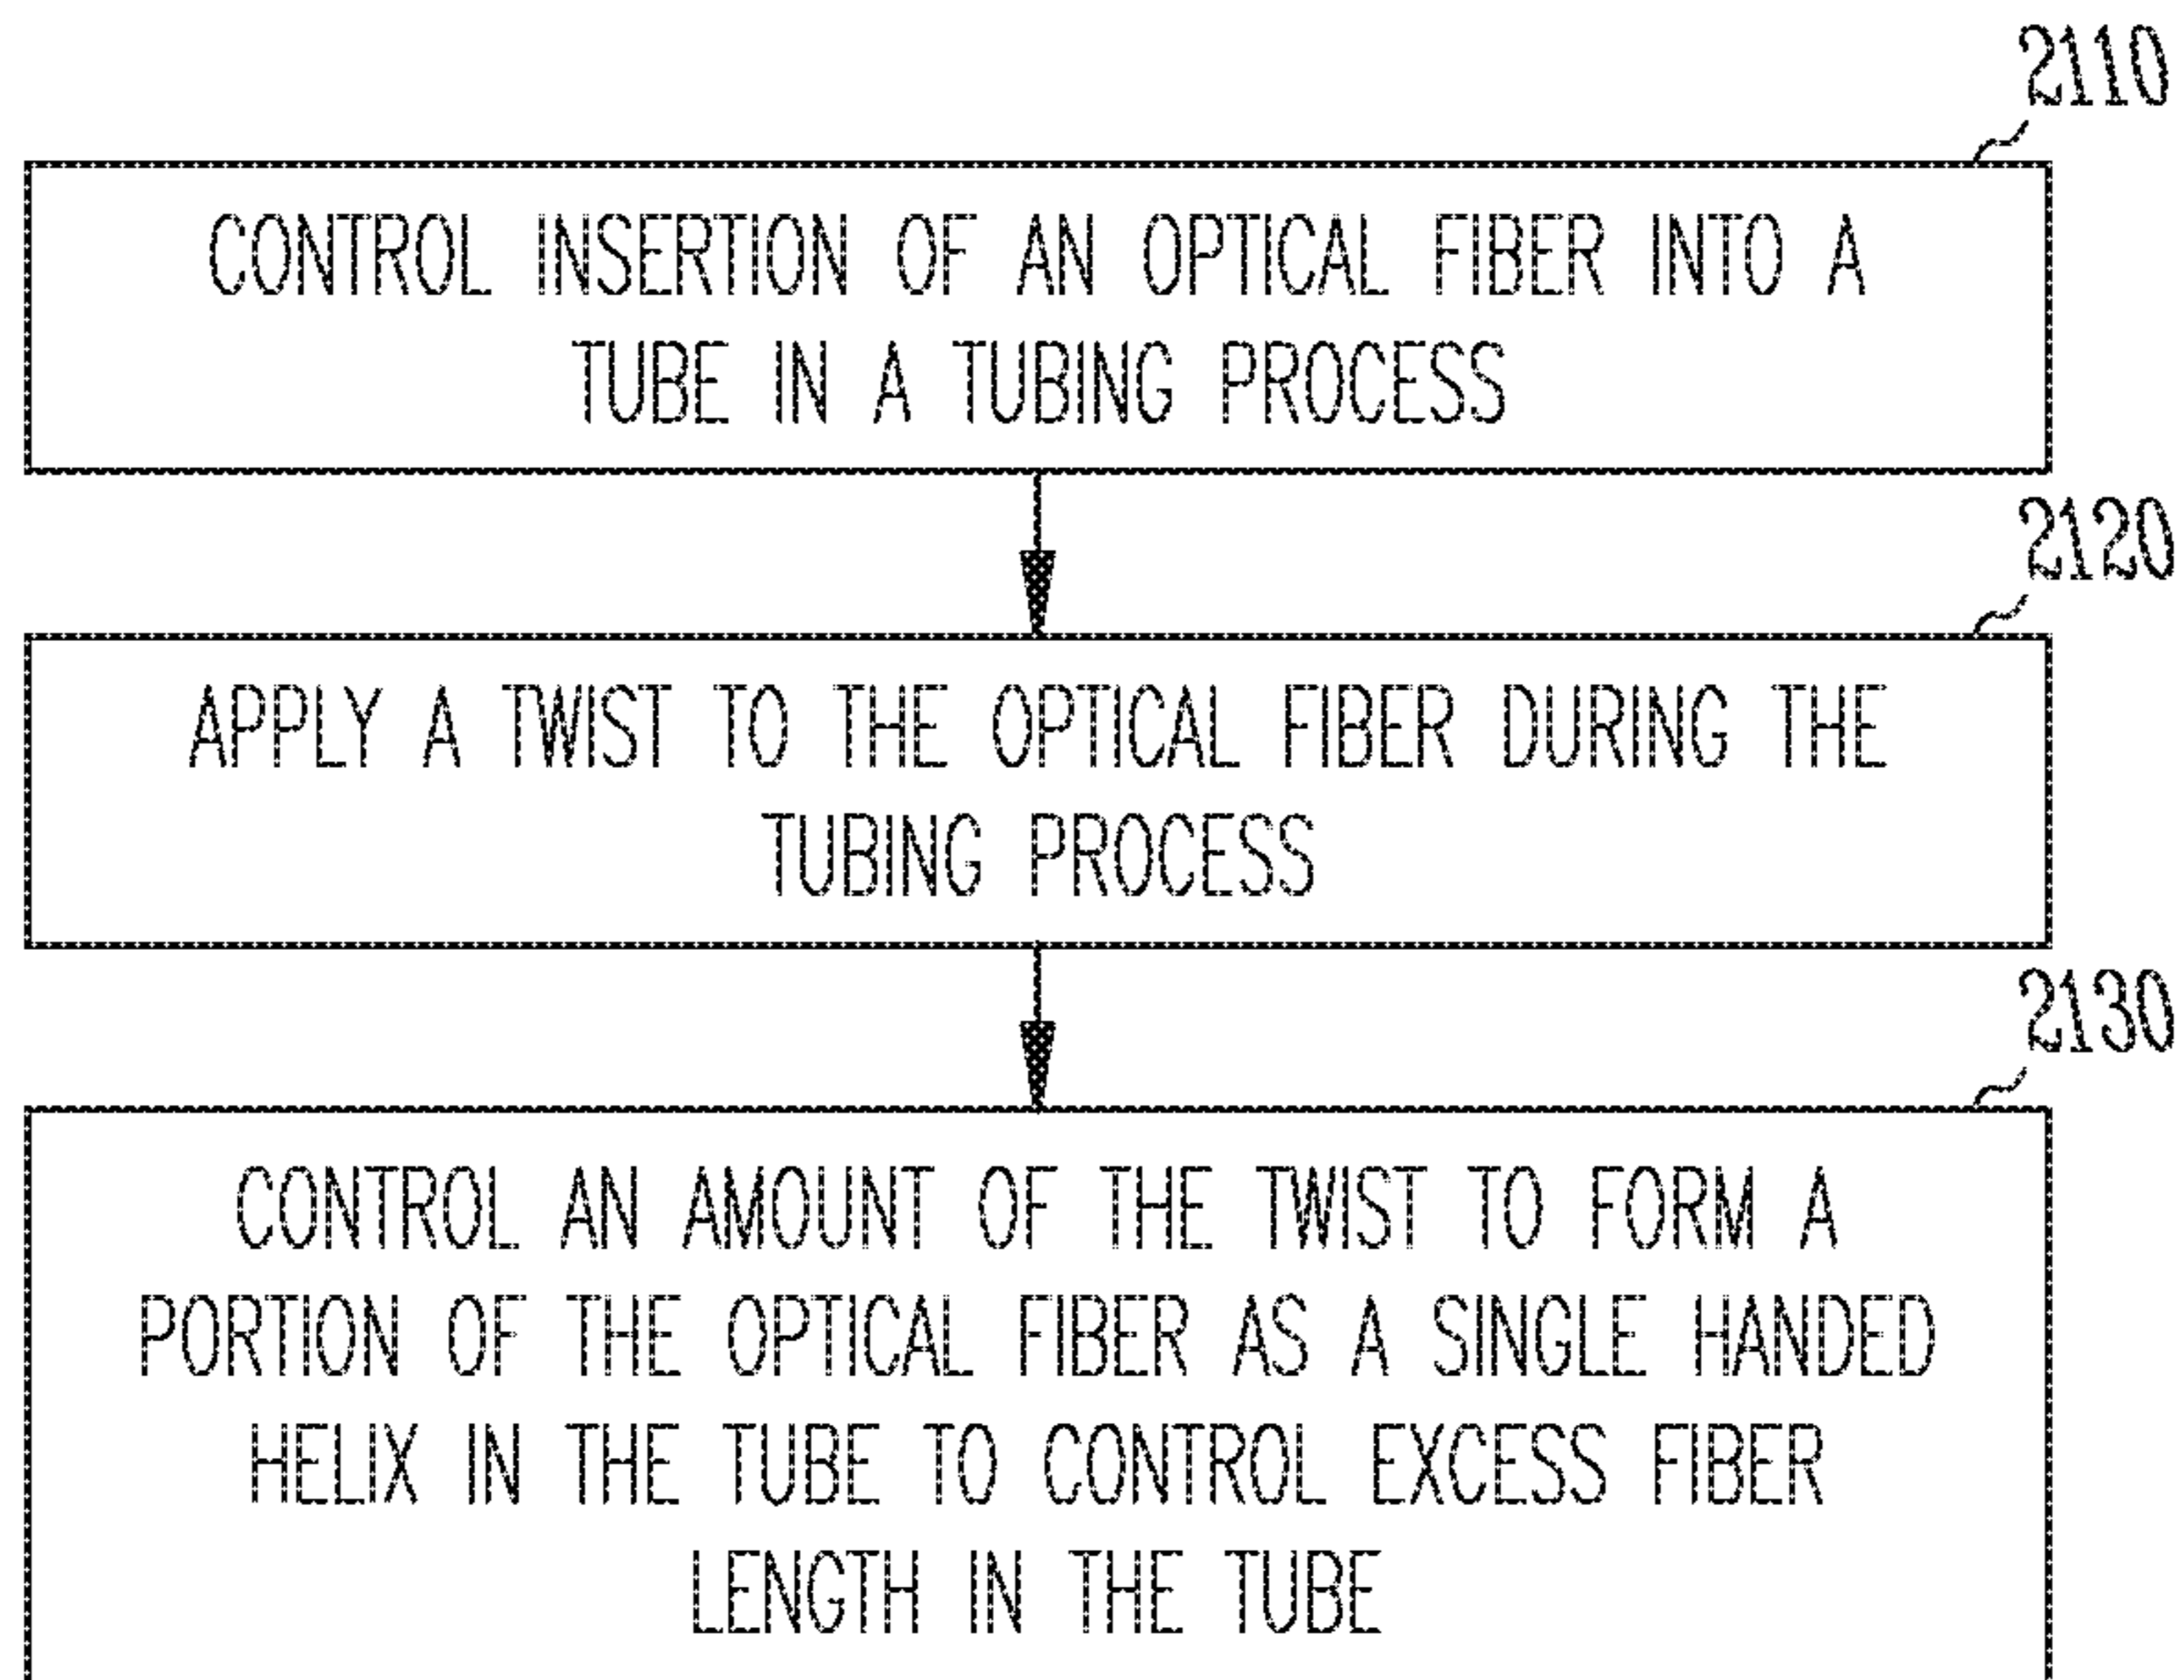 2110
CONTROL INSERTION OF AN OPTICAL FIBER INTO A
TUBE IN A TUBING PROCESS
2120
APPLY A TWIST TO THE OPTICAL FIBER DURING THE
TUBING PROCESS
2130
CONTROL AN AMOUNT OF THE TWIST TO FORM A
PORTION OF THE OPTICAL FIBER AS A SINGLE HANDED
HELIX IN THE TUBE TO CONTROL EXCESS FIBER
LENGTH IN THE TUBE